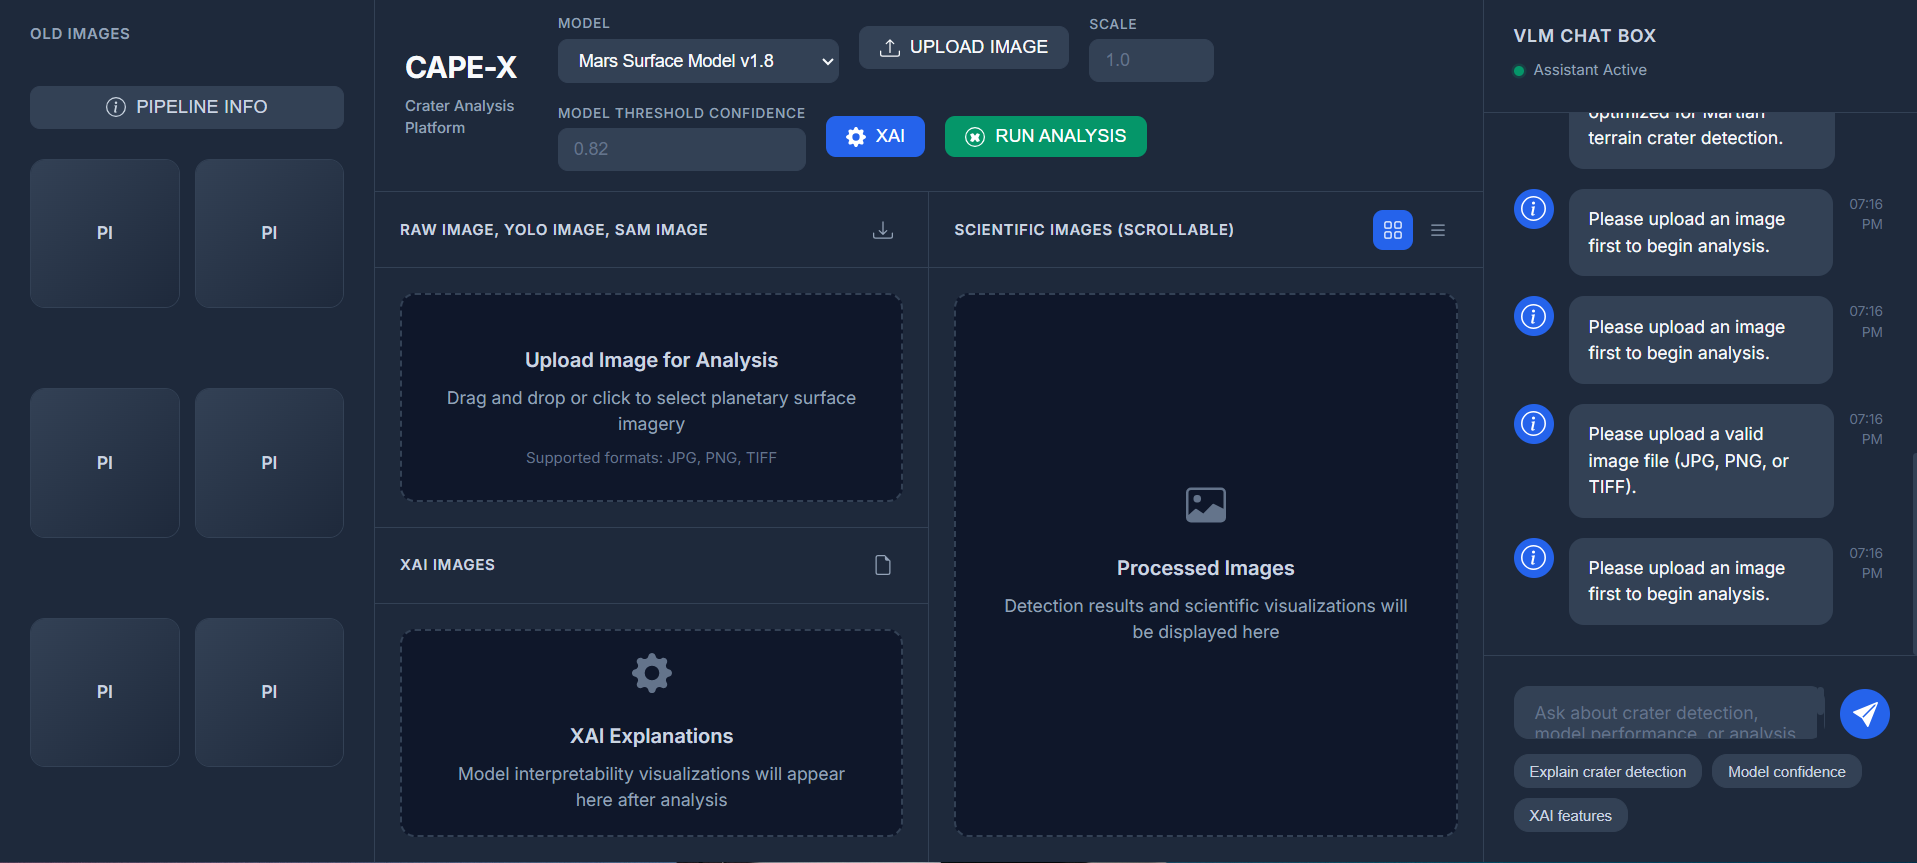 OLD IMAGES
PIPELINE INFO
PI
PI
PI
PI
PI
PI
CAPE-X
Crater Analysis
Platform
MODEL
Mars Surface Model v1.8
UPLOAD IMAGE
SCALE
1.0
MODEL THRESHOLD CONFIDENCE
0.82
XAI
RUN ANALYSIS
RAW IMAGE, YOLO IMAGE, SAM IMAGE
Upload Image for Analysis
Drag and drop or click to select planetary surface
imagery
Supported formats: JPG, PNG, TIFF
XAI IMAGES
XAI Explanations
Model interpretability visualizations will appear
here after analysis
SCIENTIFIC IMAGES (SCROLLABLE)
Processed Images
Detection results and scientific visualizations will
be displayed here
VLM CHAT BOX
Assistant Active
optimized for Martian
terrain crater detection.
Please upload an image
first to begin analysis.
07:16
PM
Please upload an image
first to begin analysis.
07:16
PM
Please upload a valid
image file (JPG, PNG, or
TIFF).
07:16
PM
Please upload an image
first to begin analysis.
07:16
PM
Ask about crater detection,
model performance, or analysis
Explain crater detection
Model confidence
XAI features